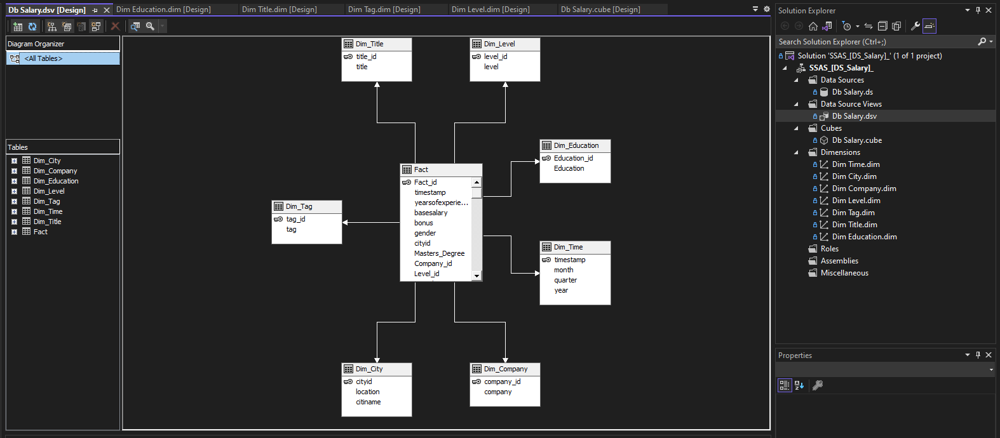 Db Salary.dsv [Design]
Dim Education.dim [Design]
Dim Title.dim [Design]
Dim Tag.dim [Design]
Dim Level.dim [Design]
Db Salary.cube [Design]
Diagram Organizer
<All Tables>
Tables
Dim_City
Dim_Company
Dim_Education
Dim_Level
Dim_Tag
Dim_Time
Dim_Title
Fact
Dim_Title
title_id
title
Dim_Level
level_id
level
Dim_Education
Education_id
Education
Fact
Fact_id
timestamp
yearsofexperie...
basesalary
bonus
gender
cityid
Masters_Degree
Company_id
Level_id
Dim_Tag
tag_id
tag
Dim_Time
timestamp
month
quarter
year
Dim_City
cityid
location
citiname
Dim_Company
company_id
company
Solution Explorer
Search Solution Explorer (Ctrl+;)
Solution 'SSAS_[DS_Salary]_' (1 of 1 project)
SSAS_[DS_Salary]_
Data Sources
Db Salary.ds
Data Source Views
Db Salary.dsv
Cubes
Db Salary.cube
Dimensions
Dim Time.dim
Dim City.dim
Dim Company.dim
Dim Level.dim
Dim Tag.dim
Dim Title.dim
Dim Education.dim
Roles
Assemblies
Miscellaneous
Properties